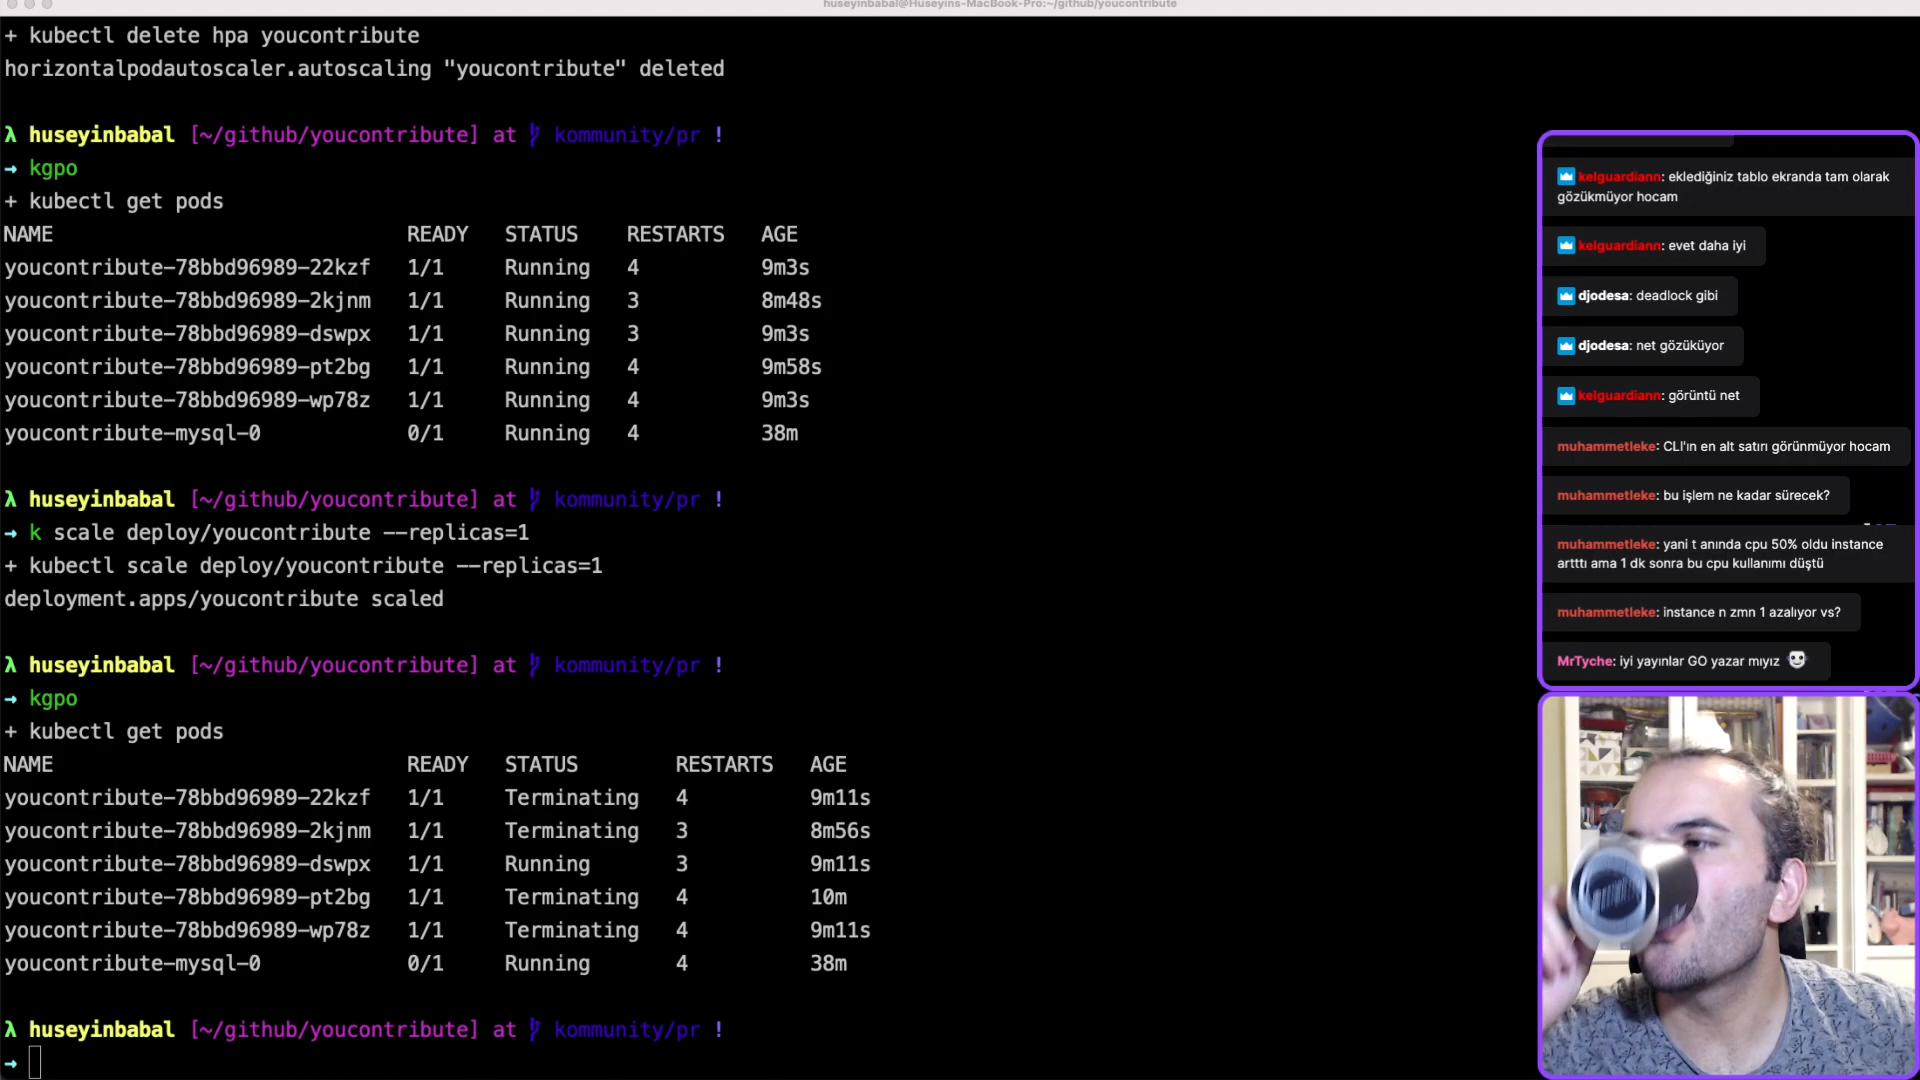 huseyinbabal@Huseyins-MacBook-Pro:~/github/youcontribute
+ kubectl delete hpa youcontribute
horizontalpodautoscaler.autoscaling "youcontribute" deleted
λ huseyinbabal [~/github/youcontribute] at kommunity/pr !
→ kgpo
+ kubectl get pods
NAME READY STATUS RESTARTS AGE
youcontribute-78bbd96989-22kzf 1/1 Running 4 9m3s
youcontribute-78bbd96989-2kjnm 1/1 Running 3 8m48s
youcontribute-78bbd96989-dswpx 1/1 Running 3 9m3s
youcontribute-78bbd96989-pt2bg 1/1 Running 4 9m58s
youcontribute-78bbd96989-wp78z 1/1 Running 4 9m3s
youcontribute-mysql-0 0/1 Running 4 38m
λ huseyinbabal [~/github/youcontribute] at kommunity/pr !
→ k scale deploy/youcontribute --replicas=1
+ kubectl scale deploy/youcontribute --replicas=1
deployment.apps/youcontribute scaled
λ huseyinbabal [~/github/youcontribute] at kommunity/pr !
→ kgpo
+ kubectl get pods
NAME READY STATUS RESTARTS AGE
youcontribute-78bbd96989-22kzf 1/1 Terminating 4 9m11s
youcontribute-78bbd96989-2kjnm 1/1 Terminating 3 8m56s
youcontribute-78bbd96989-dswpx 1/1 Running 3 9m11s
youcontribute-78bbd96989-pt2bg 1/1 Terminating 4 10m
youcontribute-78bbd96989-wp78z 1/1 Terminating 4 9m11s
youcontribute-mysql-0 0/1 Running 4 38m
λ huseyinbabal [~/github/youcontribute] at kommunity/pr !
→
kelguardiann: eklediğiniz tablo ekranda tam olarak
gözükmüyor hocam
kelguardiann: evet daha iyi
djodesa: deadlock gibi
djodesa: net gözüküyor
kelguardiann: görüntü net
muhammetleke: CLI'ın en alt satırı görünmüyor hocam
muhammetleke: bu işlem ne kadar sürecek?
muhammetleke: yani t anında cpu 50% oldu instance
artttı ama 1 dk sonra bu cpu kullanımı düştü
muhammetleke: instance n zmn 1 azalıyor vs?
MrTyche: iyi yayınlar GO yazar mıyız